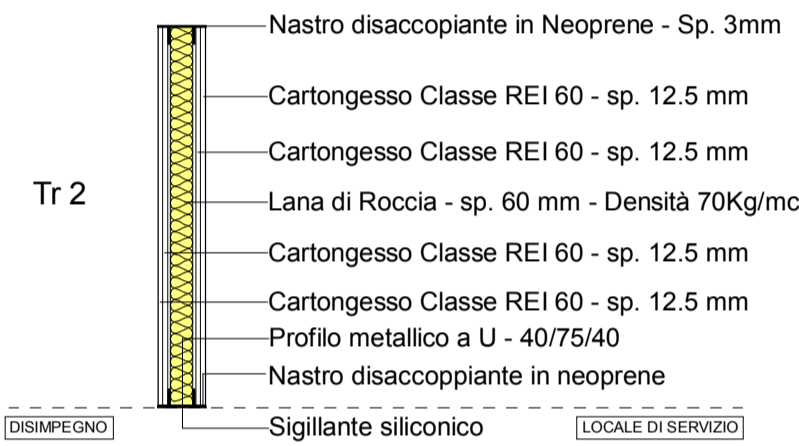 Nastro disaccopiante in Neoprene - Sp. 3mm
Cartongesso Classe REI 60 - sp. 12.5 mm
Cartongesso Classe REI 60 - sp. 12.5 mm
Tr 2
Lana di Roccia - sp. 60 mm - Densità 70Kg/mc
Cartongesso Classe REI 60 - sp. 12.5 mm
Cartongesso Classe REI 60 - sp. 12.5 mm
Profilo metallico a U - 40/75/40
Nastro disaccoppiante in neoprene
DISIMPEGNO
Sigillante siliconico
LOCALE DI SERVIZIO